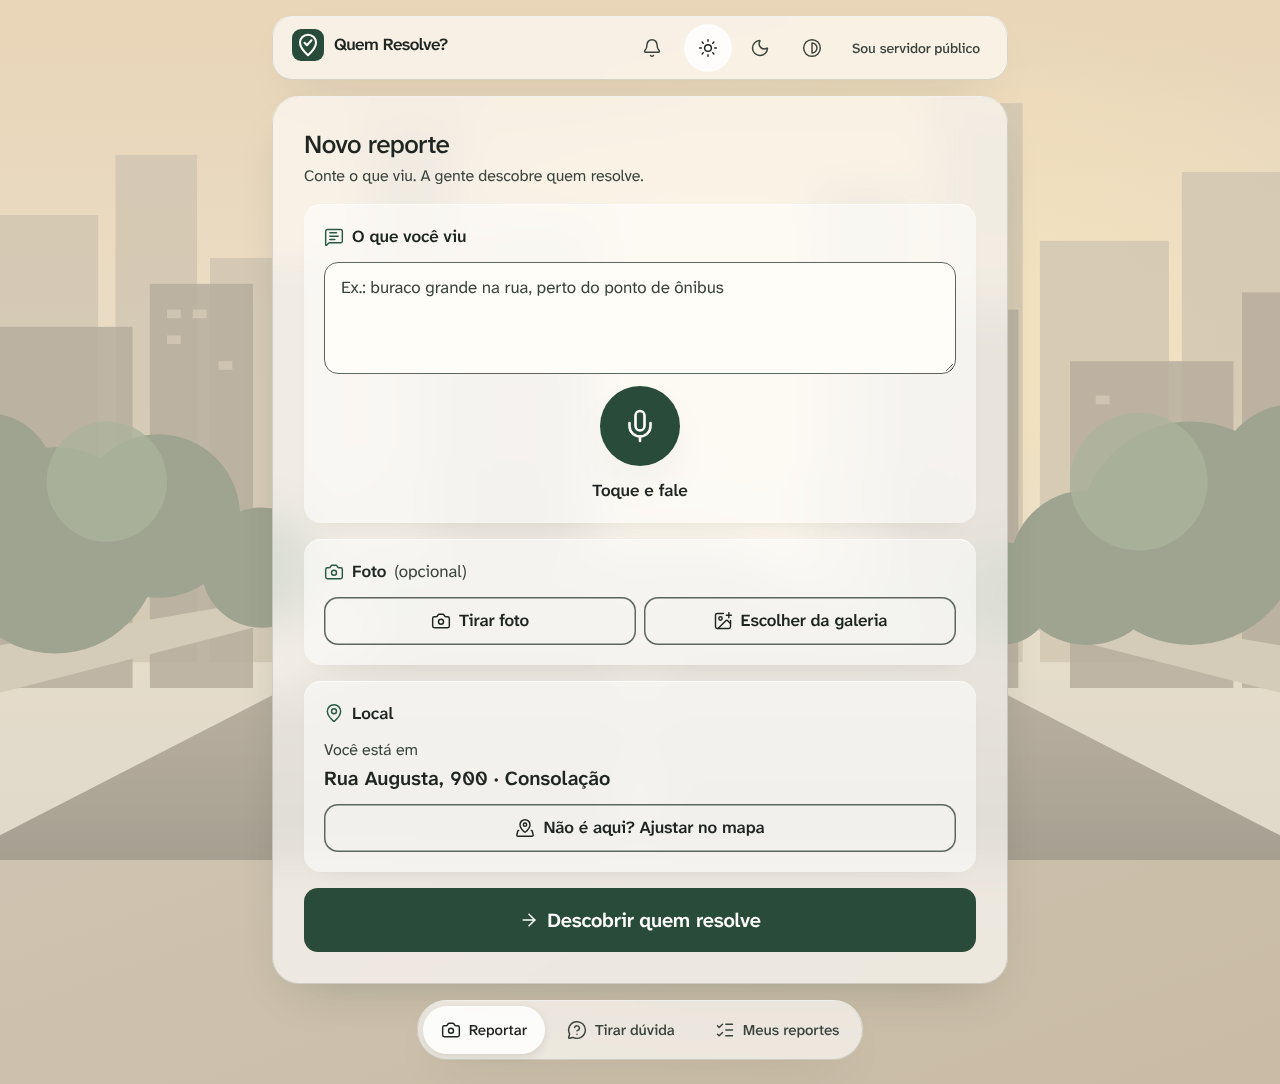 Quem Resolve?
Sou servidor público
Novo reporte
Conte o que viu. A gente descobre quem resolve.
O que você viu
Ex.: buraco grande na rua, perto do ponto de ônibus
Toque e fale
Foto (opcional)
Tirar foto
Escolher da galeria
Local
Você está em
Rua Augusta, 900 · Consolação
Não é aqui? Ajustar no mapa
Descobrir quem resolve
Reportar
Tirar dúvida
Meus reportes